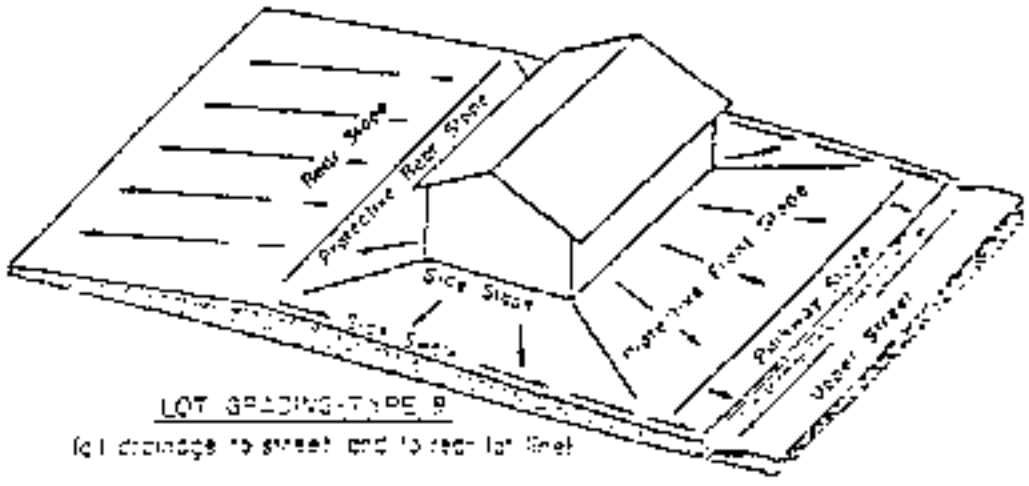 Rear Slope
Protective Rear Slope
Side Slope
Side Swale
Protective Front Slope
Parkway Slope
Upper Street
LOT GRADING-TYPE B
drainage to street and to rear lot line)